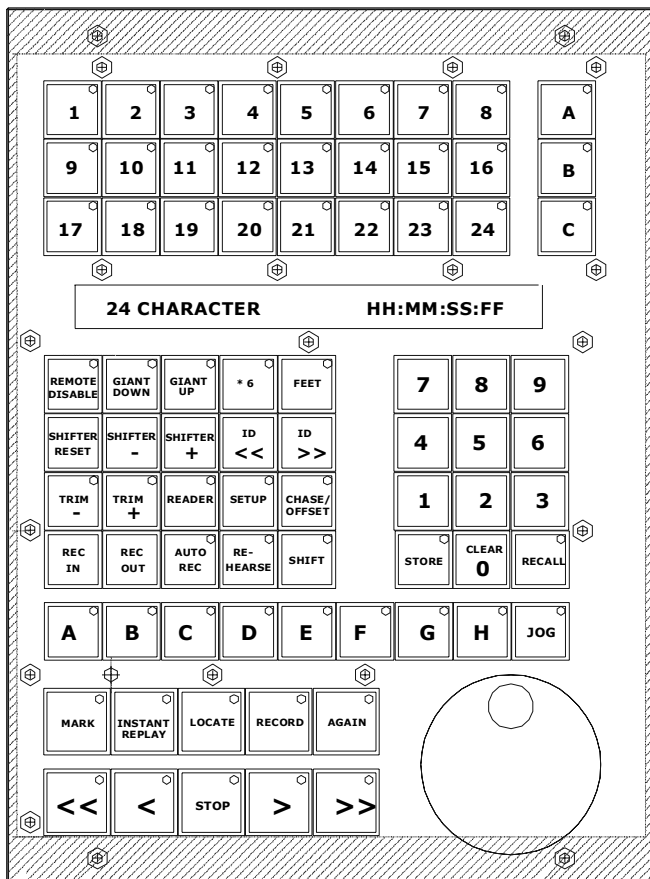 1 2 3 4 5 6 7 8 A
9 10 11 12 13 14 15 16 B
17 18 19 20 21 22 23 24 C
24 CHARACTER HH:MM:SS:FF
REMOTE DISABLE GIANT DOWN GIANT UP * 6 FEET 7 8 9
SHIFTER RESET SHIFTER - SHIFTER + ID << ID >> 4 5 6
TRIM - TRIM + READER SETUP CHASE/ OFFSET 1 2 3
REC IN REC OUT AUTO REC RE- HEARSE SHIFT STORE CLEAR 0 RECALL
A B C D E F G H JOG
MARK INSTANT REPLAY LOCATE RECORD AGAIN
<< < STOP > >>